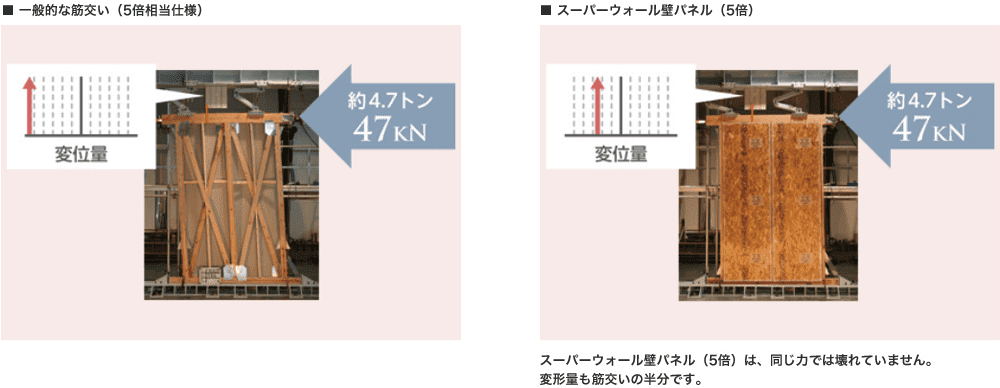 ■ 一般的な筋交い（5倍相当仕様）
変位量
約4.7トン
47KN
■ スーパーウォール壁パネル（5倍）
変位量
約4.7トン
47KN
スーパーウォール壁パネル（5倍）は、同じ力では壊れていません。
変形量も筋交いの半分です。